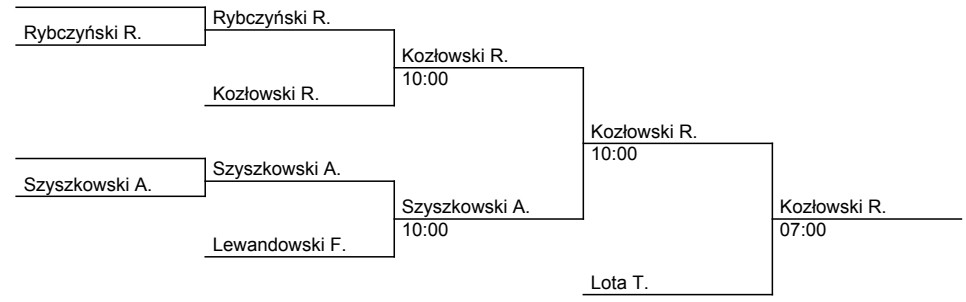 Rybczyński R.
Rybczyński R.
Kozłowski R.
10:00
Kozłowski R.
Kozłowski R.
10:00
Szyszkowski A.
Szyszkowski A.
Szyszkowski A.
10:00
Lewandowski F.
Kozłowski R.
07:00
Lota T.